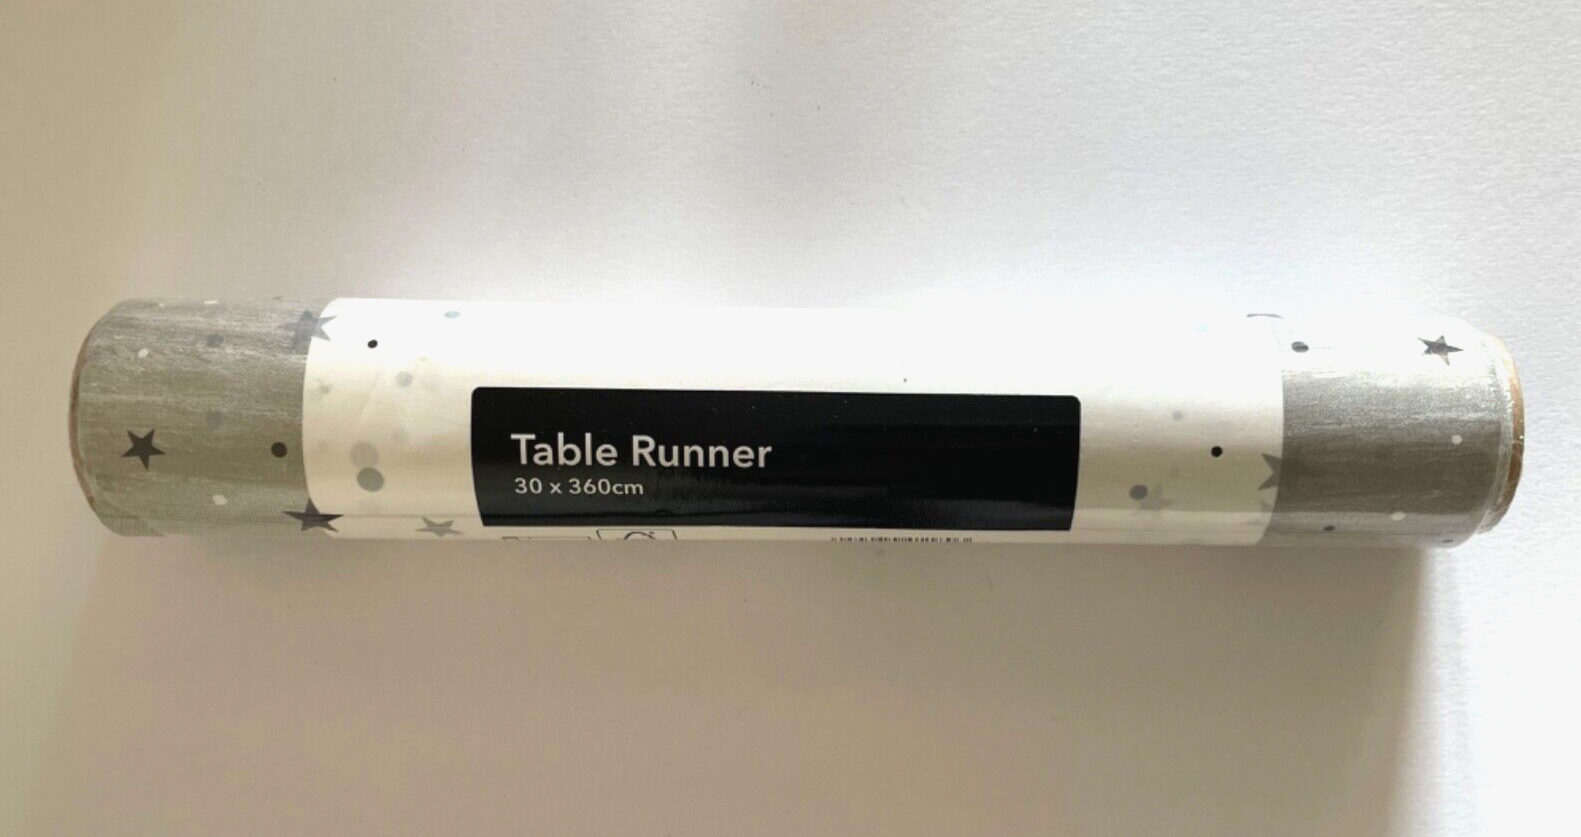 Table Runner
30 x 360cm